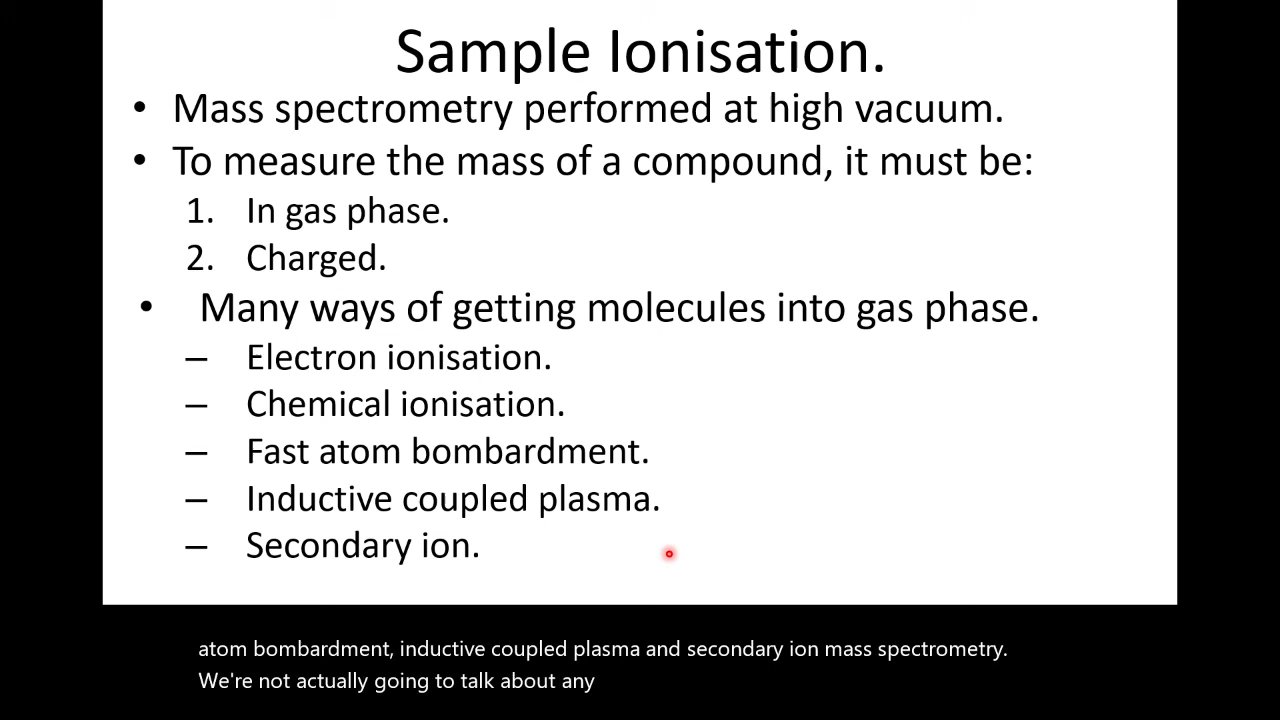 Sample Ionisation.
• Mass spectrometry performed at high vacuum.
• To measure the mass of a compound, it must be:
1. In gas phase.
2. Charged.
• Many ways of getting molecules into gas phase.
– Electron ionisation.
– Chemical ionisation.
– Fast atom bombardment.
– Inductive coupled plasma.
– Secondary ion.
atom bombardment, inductive coupled plasma and secondary ion mass spectrometry.
We're not actually going to talk about any